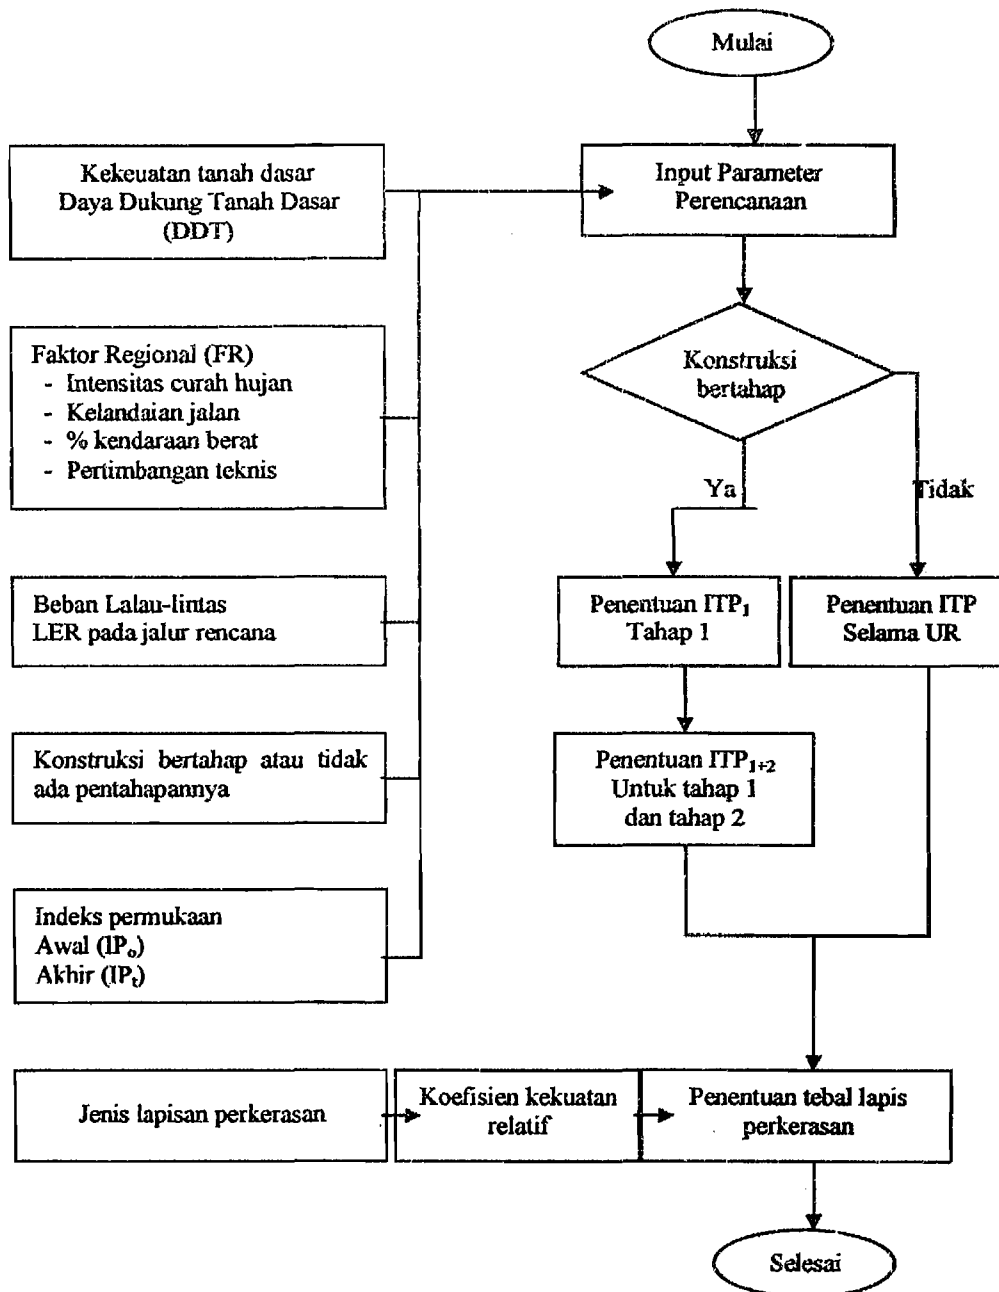 Mulai
Input Parameter
Perencanaan
Kekeuatan tanah dasar
Daya Dukung Tanah Dasar
(DDT)
Faktor Regional (FR)
- Intensitas curah hujan
- Kelandaian jalan
- % kendaraan berat
- Pertimbangan teknis
Beban Lalau-lintas
LER pada jalur rencana
Konstruksi bertahap atau tidak
ada pentahapannya
Indeks permukaan
Awal (IPₒ)
Akhir (IPₜ)
Konstruksi
bertahap
Ya
Tidak
Penentuan ITP₁
Tahap 1
Penentuan ITP
Selama UR
Penentuan ITP₁₊₂
Untuk tahap 1
dan tahap 2
Jenis lapisan perkerasan
Koefisien kekuatan
relatif
Penentuan tebal lapis
perkerasan
Selesai